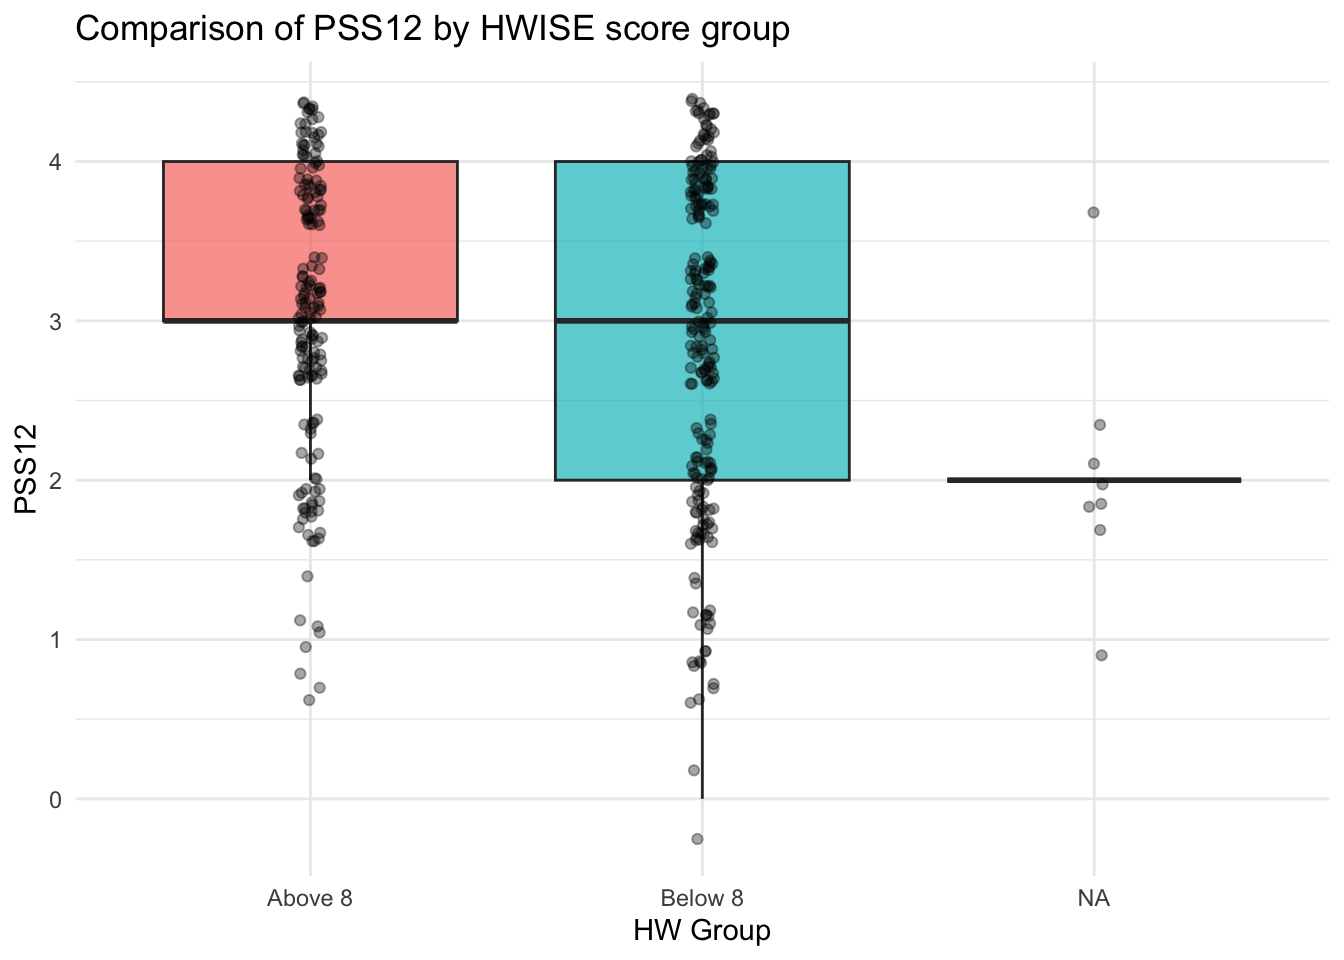 Comparison of PSS12 by HWISE score group
4
3
2
1
0
PSS12
Above 8
Below 8
NA
HW Group